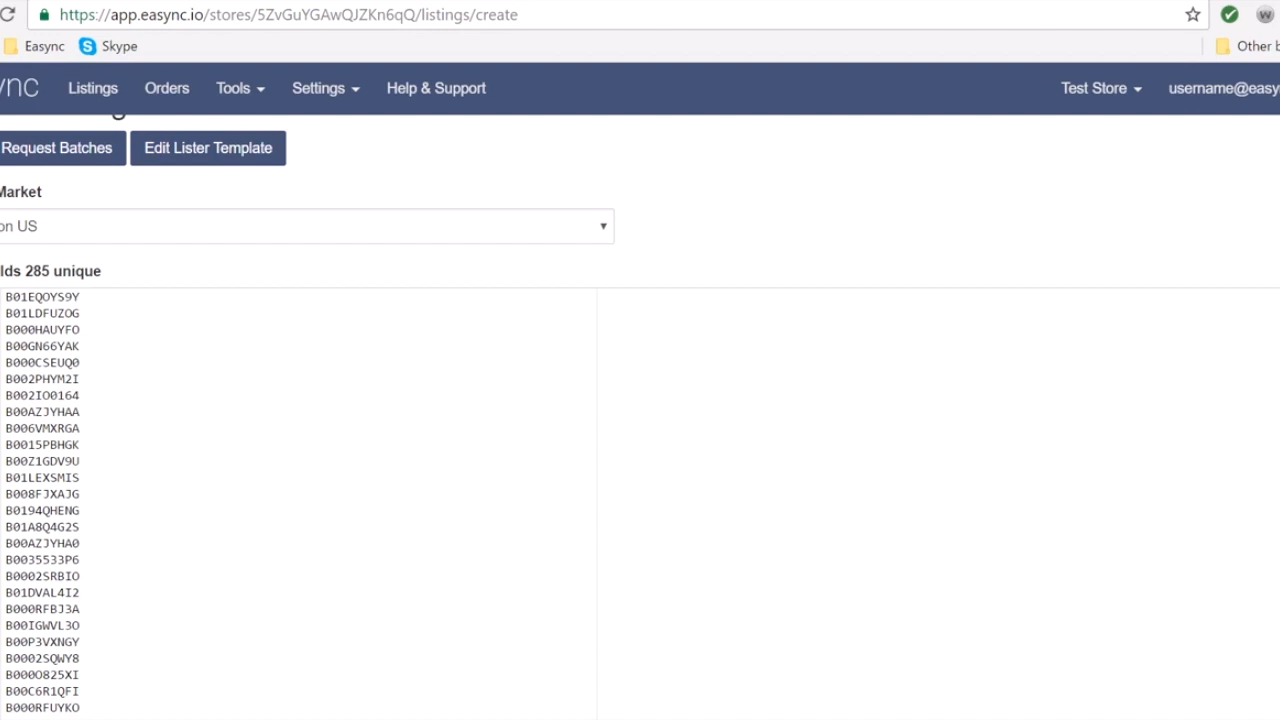 https://app.easync.io/stores/5ZvGuYGAwQJZKn6qQ/listings/create
Easync Skype Other b
ync Listings Orders Tools Settings Help & Support Test Store username@easy
Request Batches Edit Lister Template
Market
on US
Ids 285 unique
B01EQOYS9Y
B01LDFUZOG
B000HAUYFO
B00GN66YAK
B000CSEUQ0
B002PHYM2I
B002IO0164
B00AZJYHAA
B006VMXRGA
B0015PBHGK
B00Z1GDV9U
B01LEXSMIS
B008FJXAJG
B0194QHENG
B01A8Q4G2S
B00AZJYHA0
B0035533P6
B0002SRBIO
B01DVAL4I2
B000RFBJ3A
B00IGWVL3O
B00P3VXNGY
B0002SQWY8
B000O825XI
B00C6R1QFI
B000RFUYKO